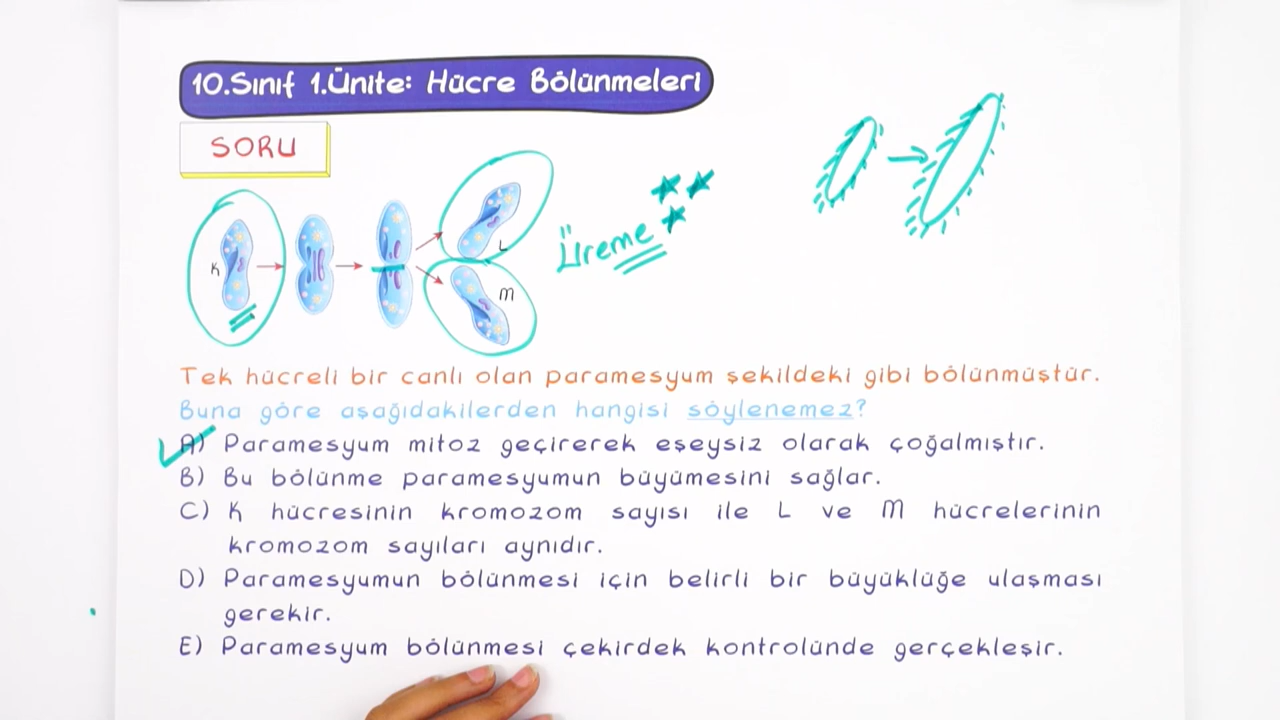 10.Sınıf 1.Ünite: Hücre Bölünmeleri
SORU
K
L
M
Üreme
Tek hücreli bir canlı olan paramesyum şekildeki gibi bölünmüştür.
Buna göre aşağıdakilerden hangisi söylenemez?
A) Paramesyum mitoz geçirerek eşeysiz olarak çoğalmıştır.
B) Bu bölünme paramesyumun büyümesini sağlar.
C) K hücresinin kromozom sayısı ile L ve M hücrelerinin
kromozom sayıları aynıdır.
D) Paramesyumun bölünmesi için belirli bir büyüklüğe ulaşması
gerekir.
E) Paramesyum bölünmesi çekirdek kontrolünde gerçekleşir.